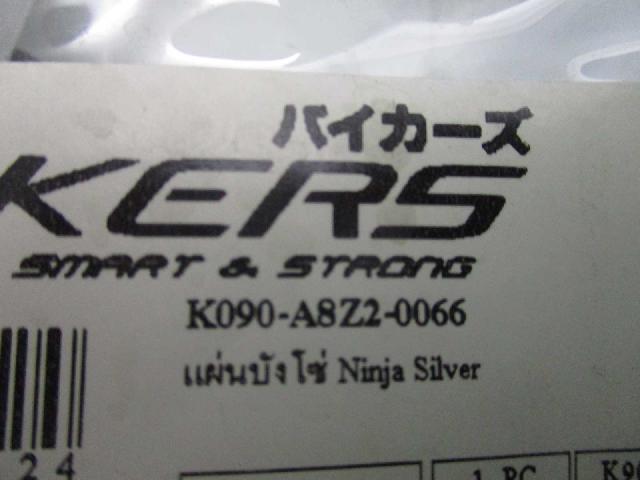 バイカーズ
KERS
SMART & STRONG
K090-A8Z2-0066
แผ่นบังโซ่ Ninja Silver
24
1 PC
K90